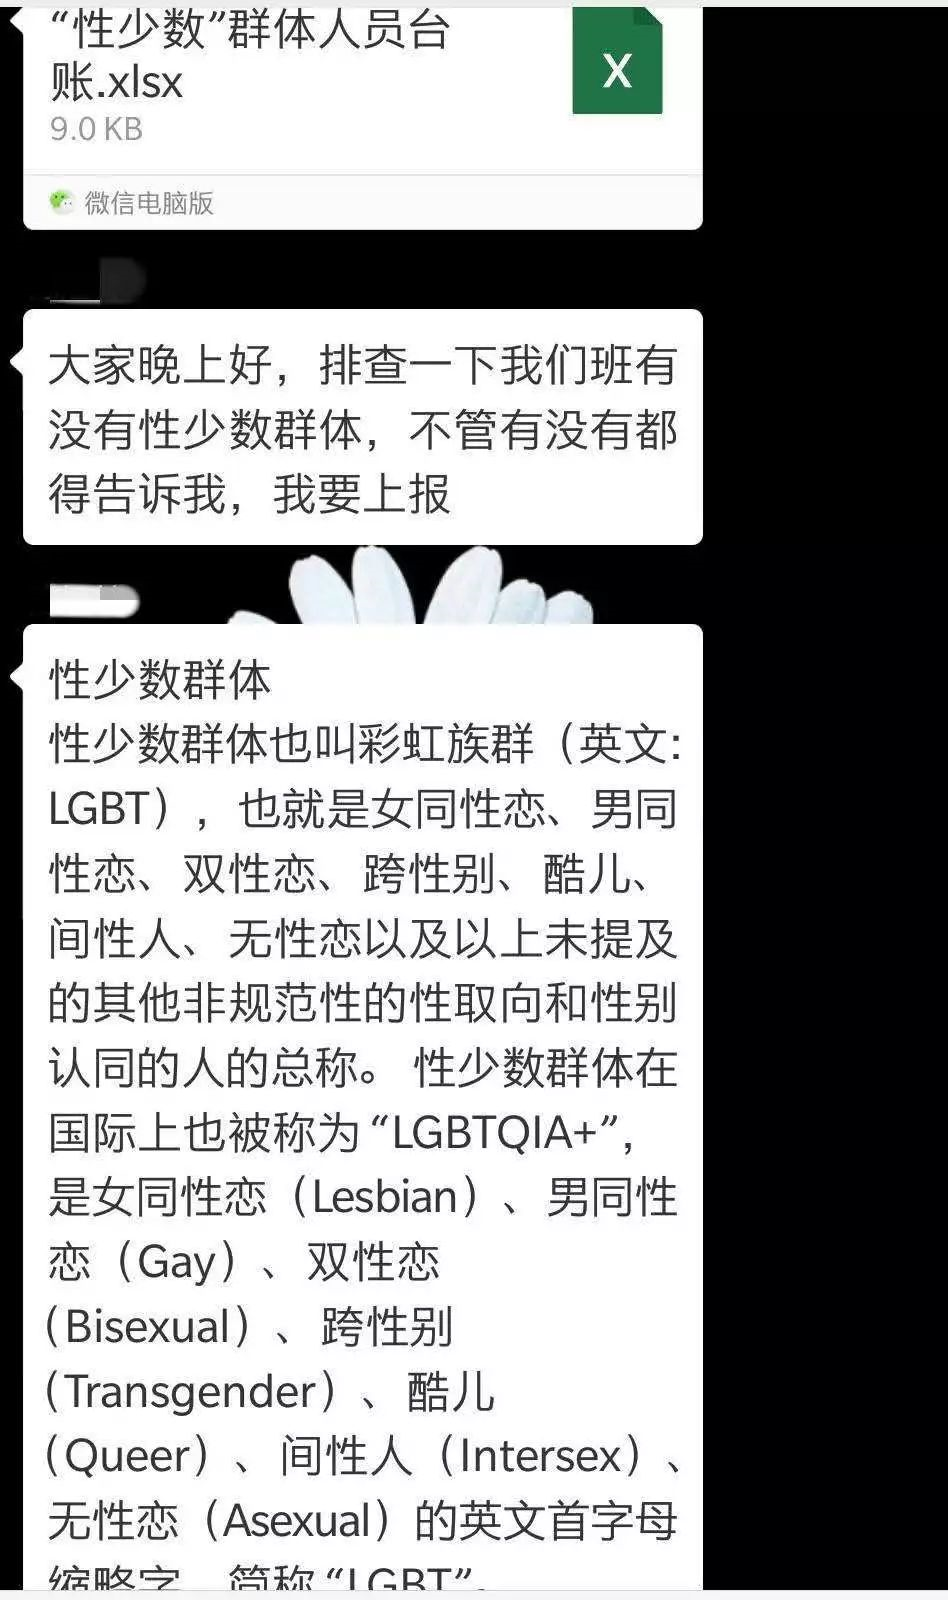 “性少数”群体人员台
账.xlsx
9.0 KB
微信电脑版
大家晚上好，排查一下我们班有
没有性少数群体，不管有没有都
得告诉我，我要上报
性少数群体
性少数群体也叫彩虹族群（英文:
LGBT），也就是女同性恋、男同
性恋、双性恋、跨性别、酷儿、
间性人、无性恋以及以上未提及
的其他非规范性的性取向和性别
认同的人的总称。 性少数群体在
国际上也被称为 “LGBTQIA+”，
是女同性恋（Lesbian）、男同性
恋（Gay）、双性恋
（Bisexual）、跨性别
（Transgender）、酷儿
（Queer）、间性人（Intersex）、
无性恋（Asexual）的英文首字母
缩略字，简称 “LGBT”。